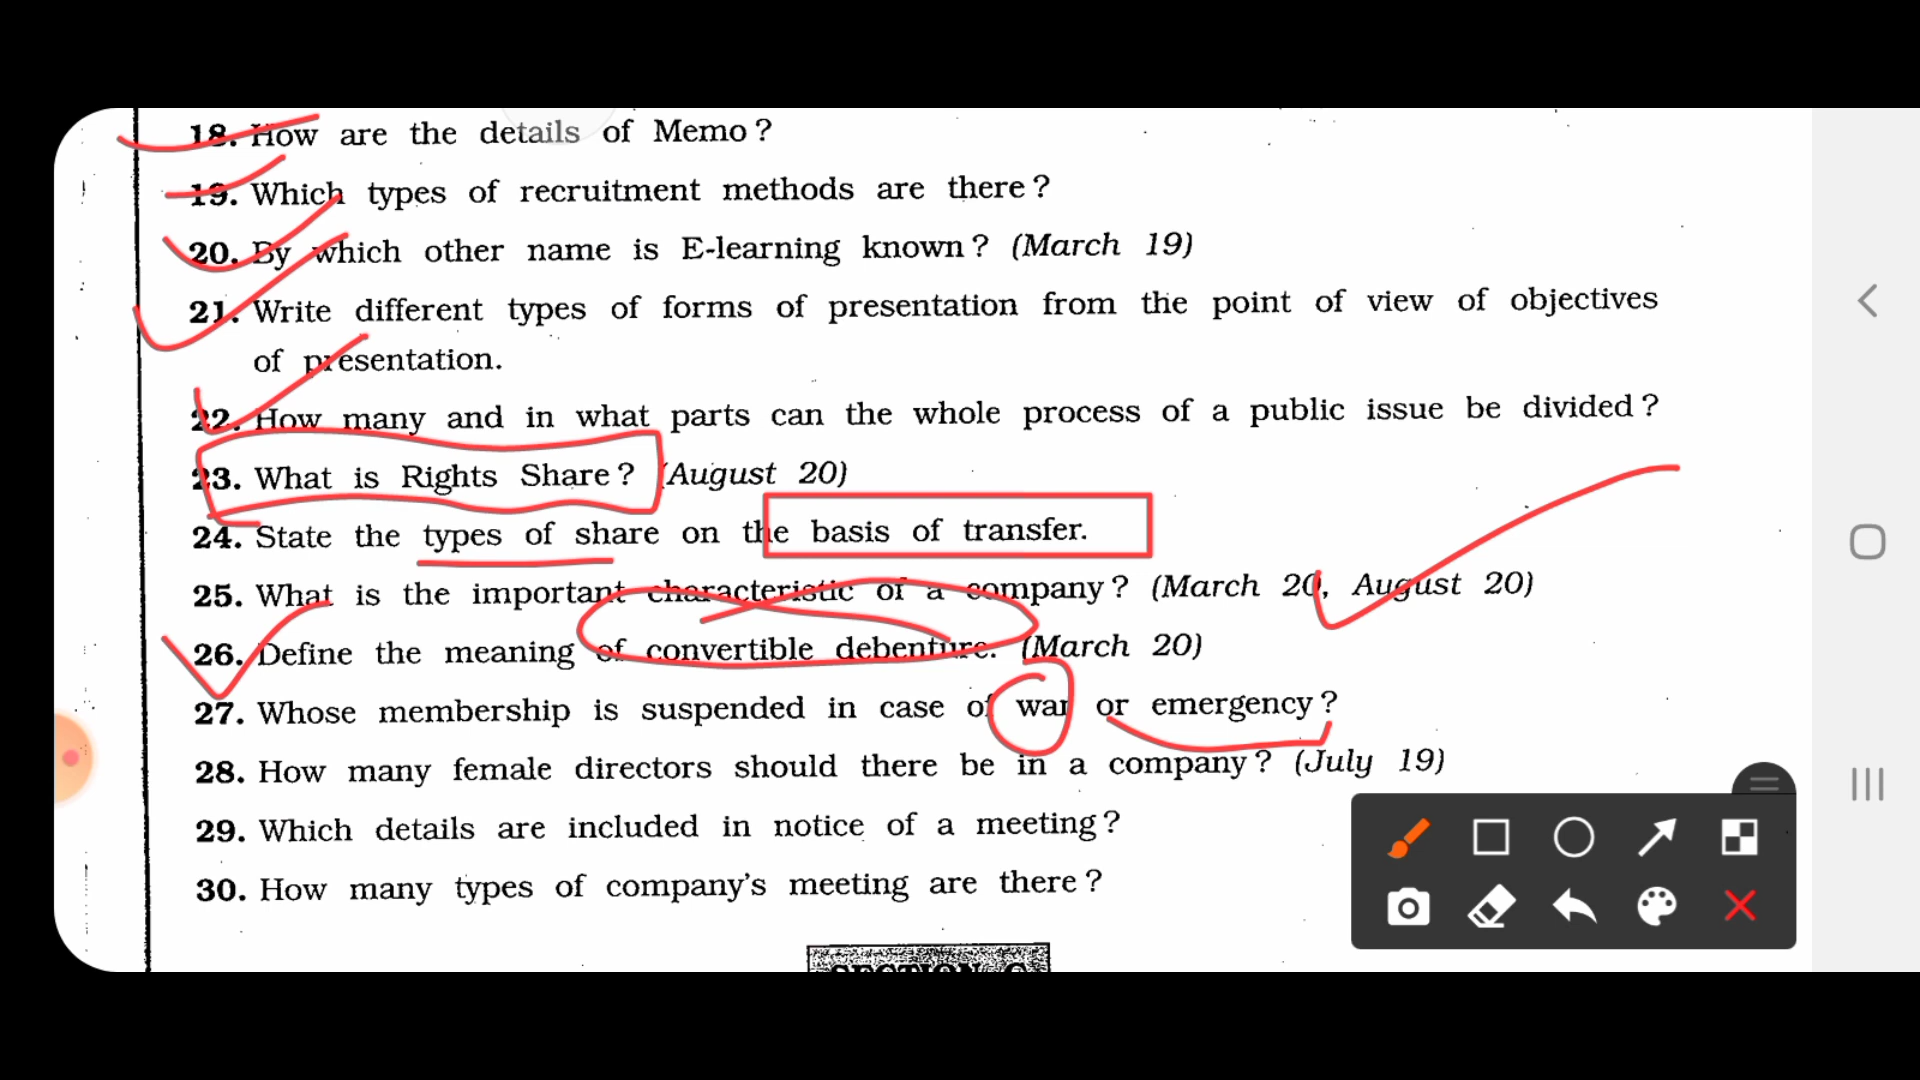 18. How are the details of Memo?
19. Which types of recruitment methods are there?
20. By which other name is E-learning known? (March 19)
21. Write different types of forms of presentation from the point of view of objectives
of presentation.
22. How many and in what parts can the whole process of a public issue be divided?
23. What is Rights Share? (August 20)
24. State the types of share on the basis of transfer.
25. What is the important characteristic of a company? (March 20, August 20)
26. Define the meaning of convertible debenture. (March 20)
27. Whose membership is suspended in case of war or emergency?
28. How many female directors should there be in a company? (July 19)
29. Which details are included in notice of a meeting?
30. How many types of company's meeting are there?
SECTION C